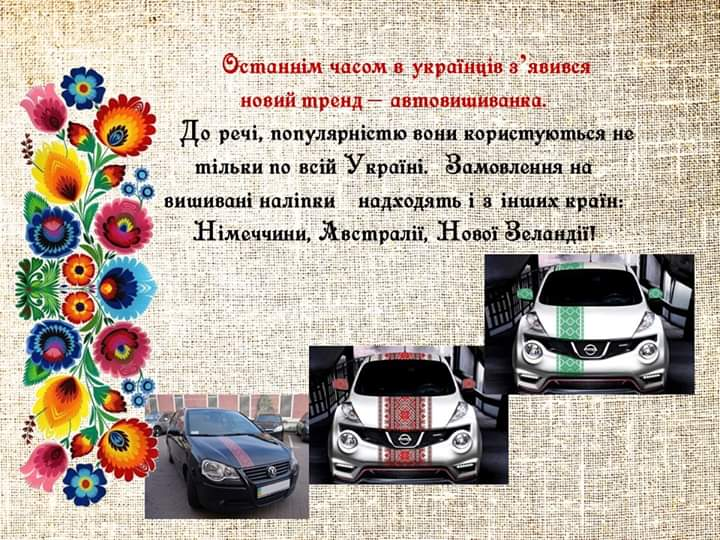 Останнім часом в українців з'явився
новий тренд – автовишиванка.
До речі, популярністю вони користуються не
тільки по всій Україні. Замовлення на
вишивані наліпки надходять і з інших країн:
Німеччини, Австралії, Нової Зеландії!